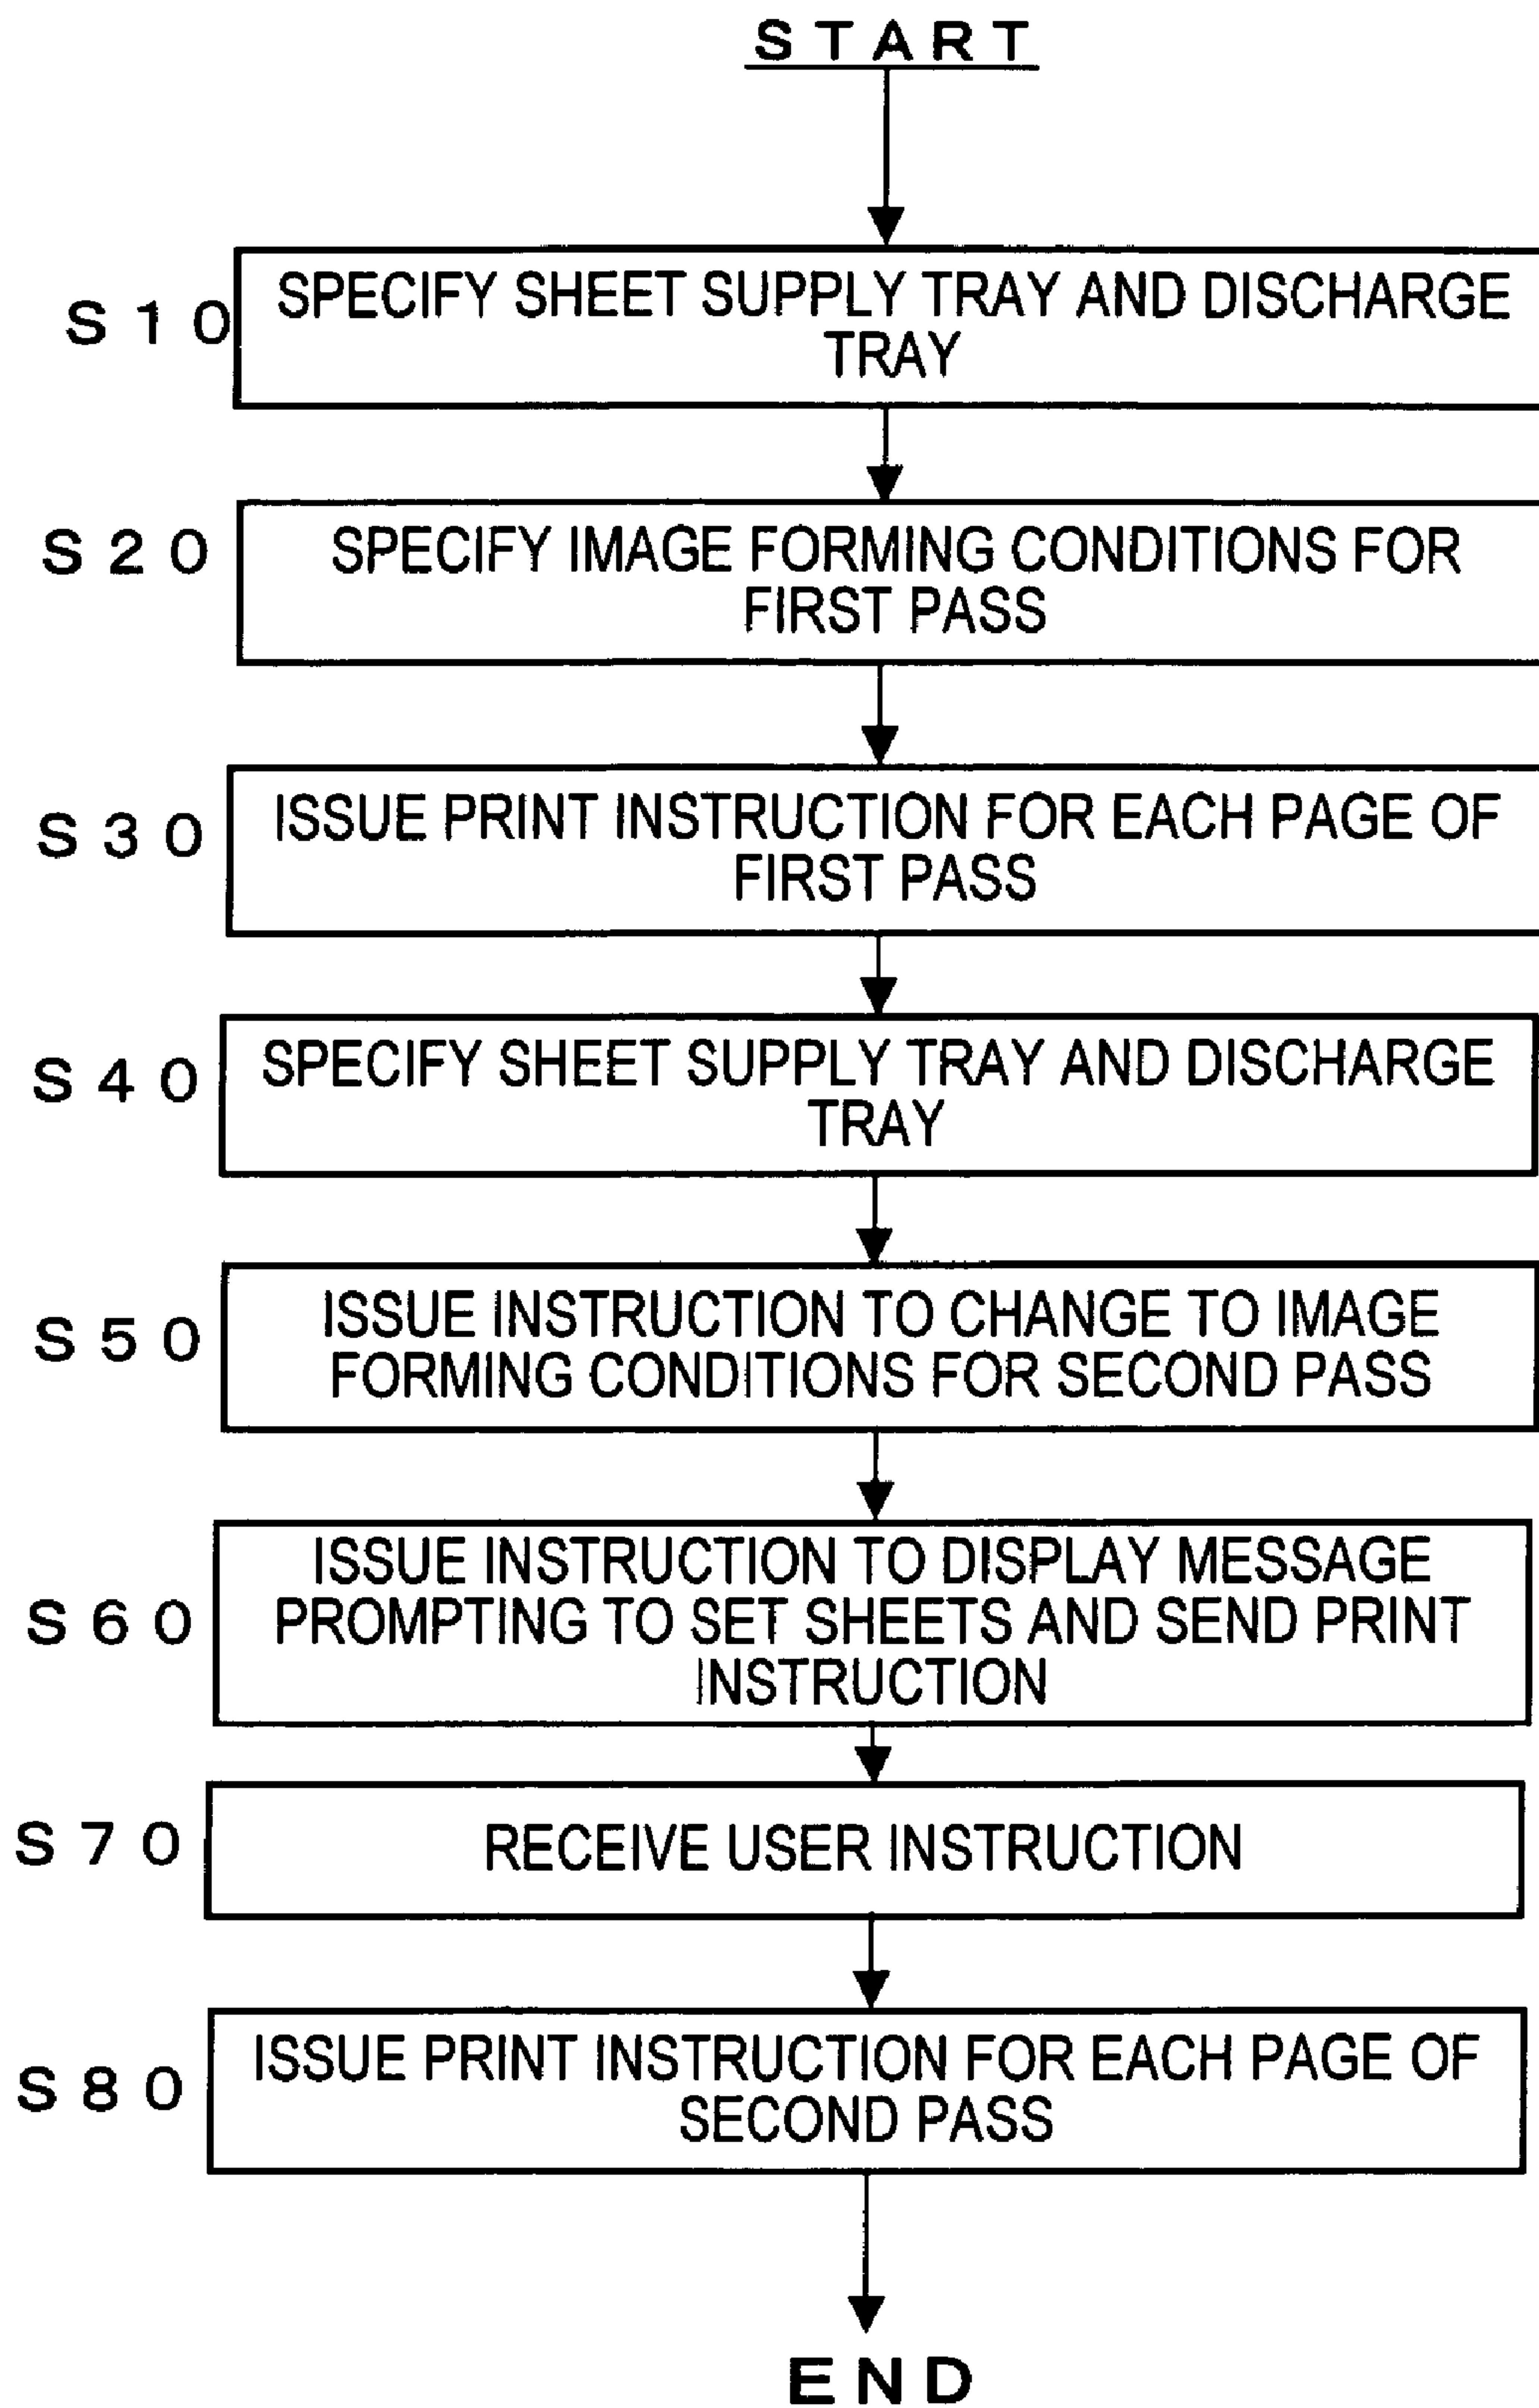 START
S10
SPECIFY SHEET SUPPLY TRAY AND DISCHARGE
TRAY
S20
SPECIFY IMAGE FORMING CONDITIONS FOR
FIRST PASS
S30
ISSUE PRINT INSTRUCTION FOR EACH PAGE OF
FIRST PASS
S40
SPECIFY SHEET SUPPLY TRAY AND DISCHARGE
TRAY
S50
ISSUE INSTRUCTION TO CHANGE TO IMAGE
FORMING CONDITIONS FOR SECOND PASS
S60
ISSUE INSTRUCTION TO DISPLAY MESSAGE
PROMPTING TO SET SHEETS AND SEND PRINT
INSTRUCTION
S70
RECEIVE USER INSTRUCTION
S80
ISSUE PRINT INSTRUCTION FOR EACH PAGE OF
SECOND PASS
END